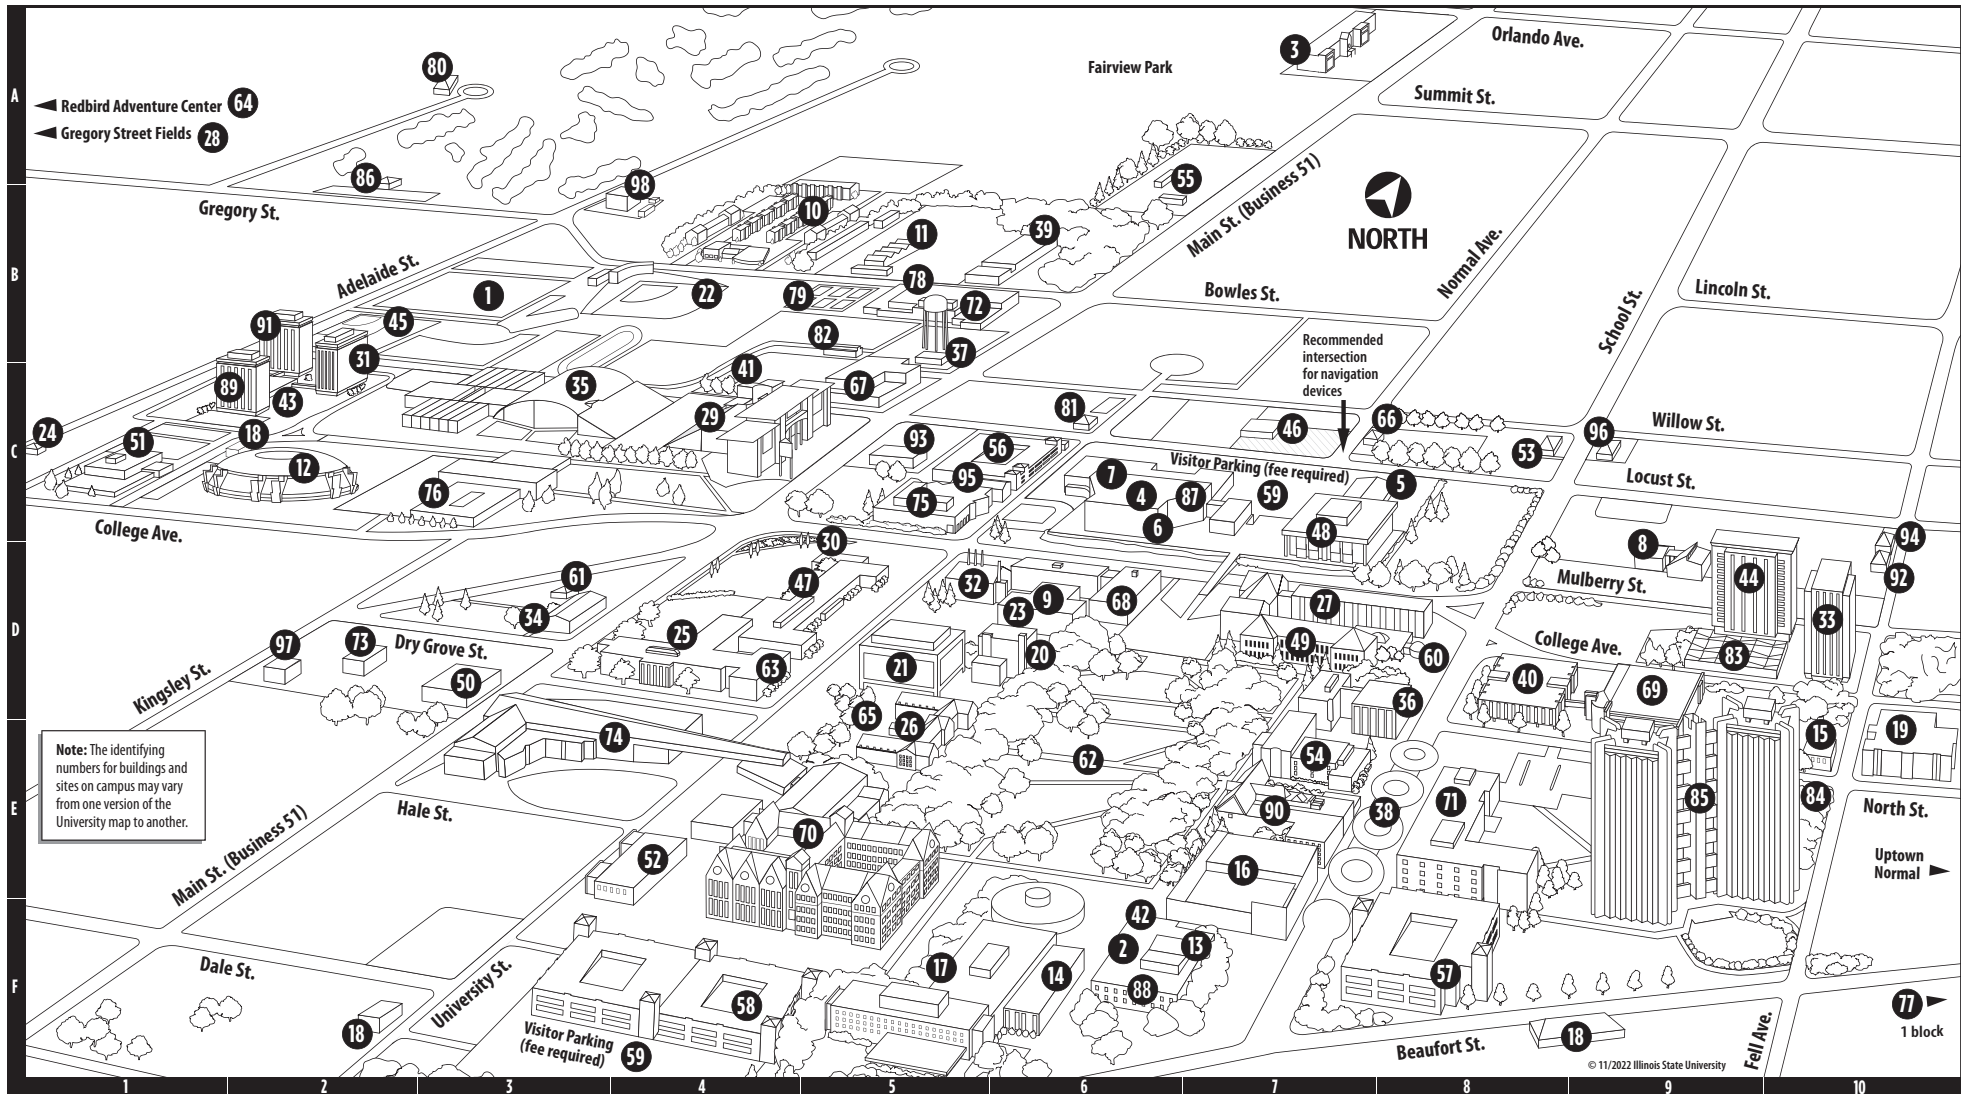 Orlando Ave.
3
Fairview Park
80
A
Redbird Adventure Center 64
Summit St.
Gregory Street Fields 28
86
98
55
Main St. (Business 51)
Gregory St.
10
NORTH
11
39
Normal Ave.
B
Adelaide St.
1
22
79
78
72
Bowles St.
School St.
Lincoln St.
91
45
82
31
37
Recommended
intersection
for navigation
devices
89
43
35
41
67
29
81
46
66
96
Willow St.
24
51
18
C
12
93
56
53
Visitor Parking (fee required)
7
95
4
87
59
5
Locust St.
76
75
6
48
College Ave.
30
8
94
61
47
32
44
Mulberry St.
92
9
23
68
27
34
25
D
33
97
73
Dry Grove St.
49
College Ave.
60
83
20
21
63
50
Kingsley St.
40
69
36
65
26
74
15
19
62
54
Note: The identifying
numbers for buildings and
sites on campus may vary
from one version of the
University map to another.
71
85
84
E
Hale St.
90
38
North St.
70
Main St. (Business 51)
52
16
Uptown
Normal
42
2
13
Dale St.
17
14
57
F
University St.
88
58
77
1 block
18
Visitor Parking
(fee required) 59
18
Beaufort St.
Fell Ave.
© 11/2022 Illinois State University
1 2 3 4 5 6 7 8 9 10